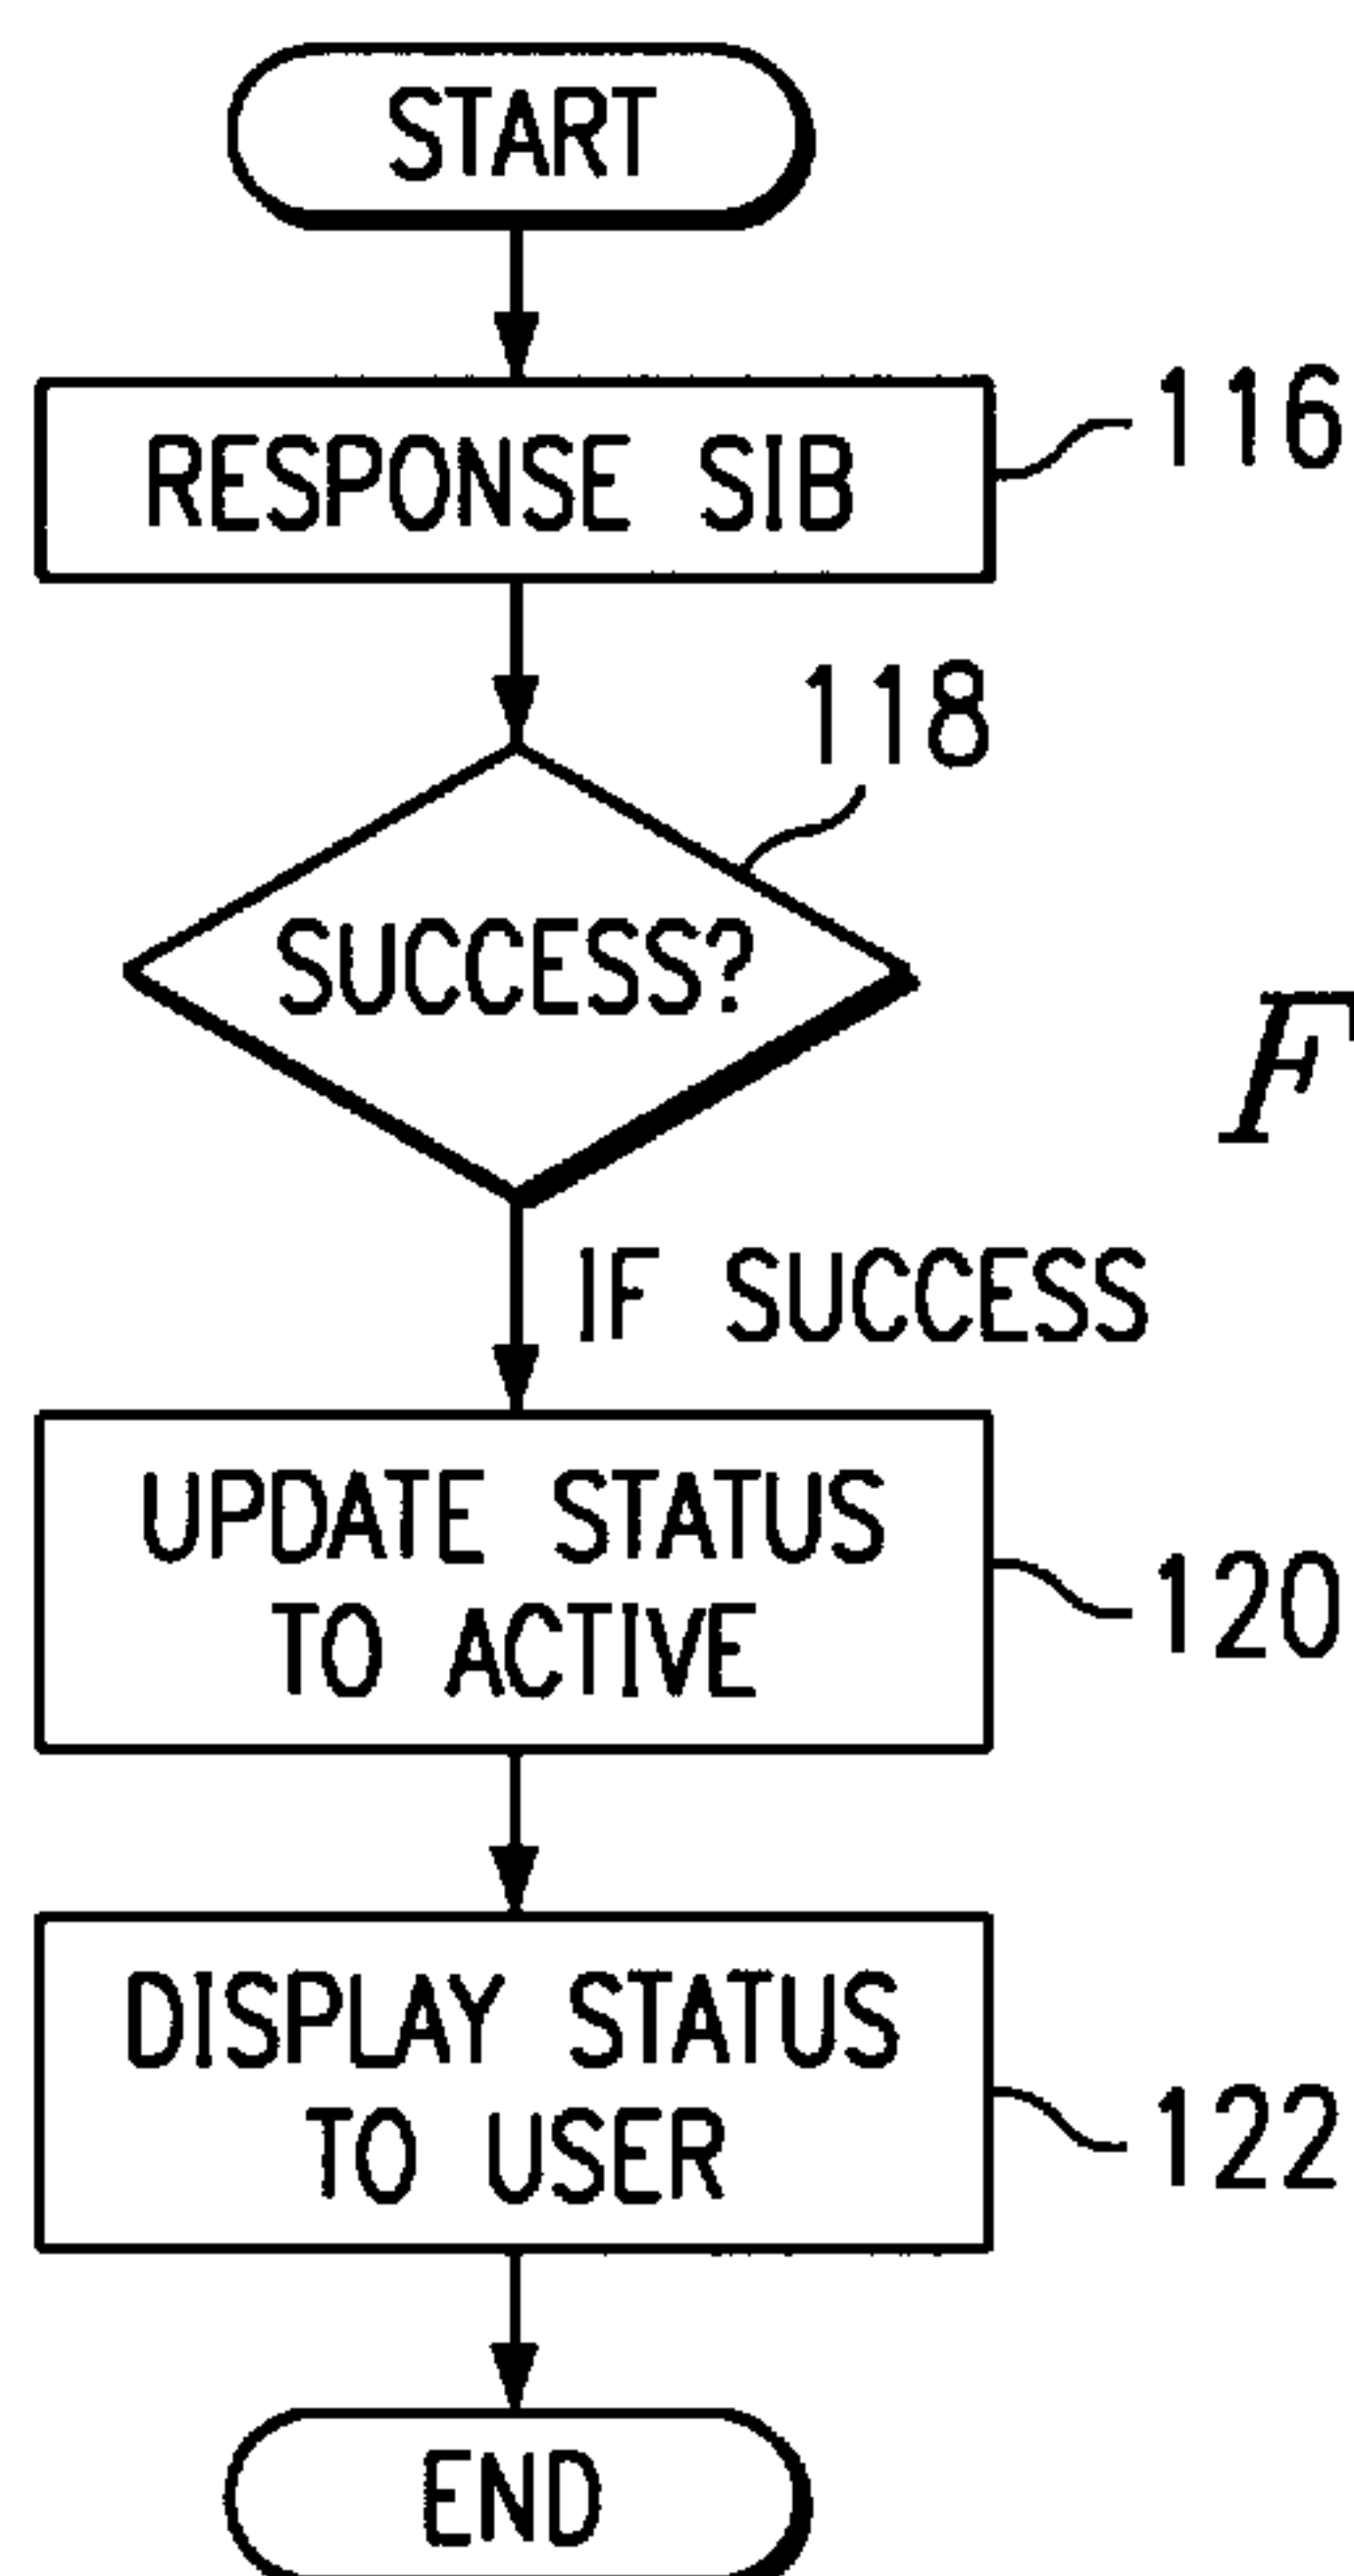 START
RESPONSE SIB
116
118
SUCCESS?
F
IF SUCCESS
UPDATE STATUS
TO ACTIVE
120
DISPLAY STATUS
TO USER
122
END